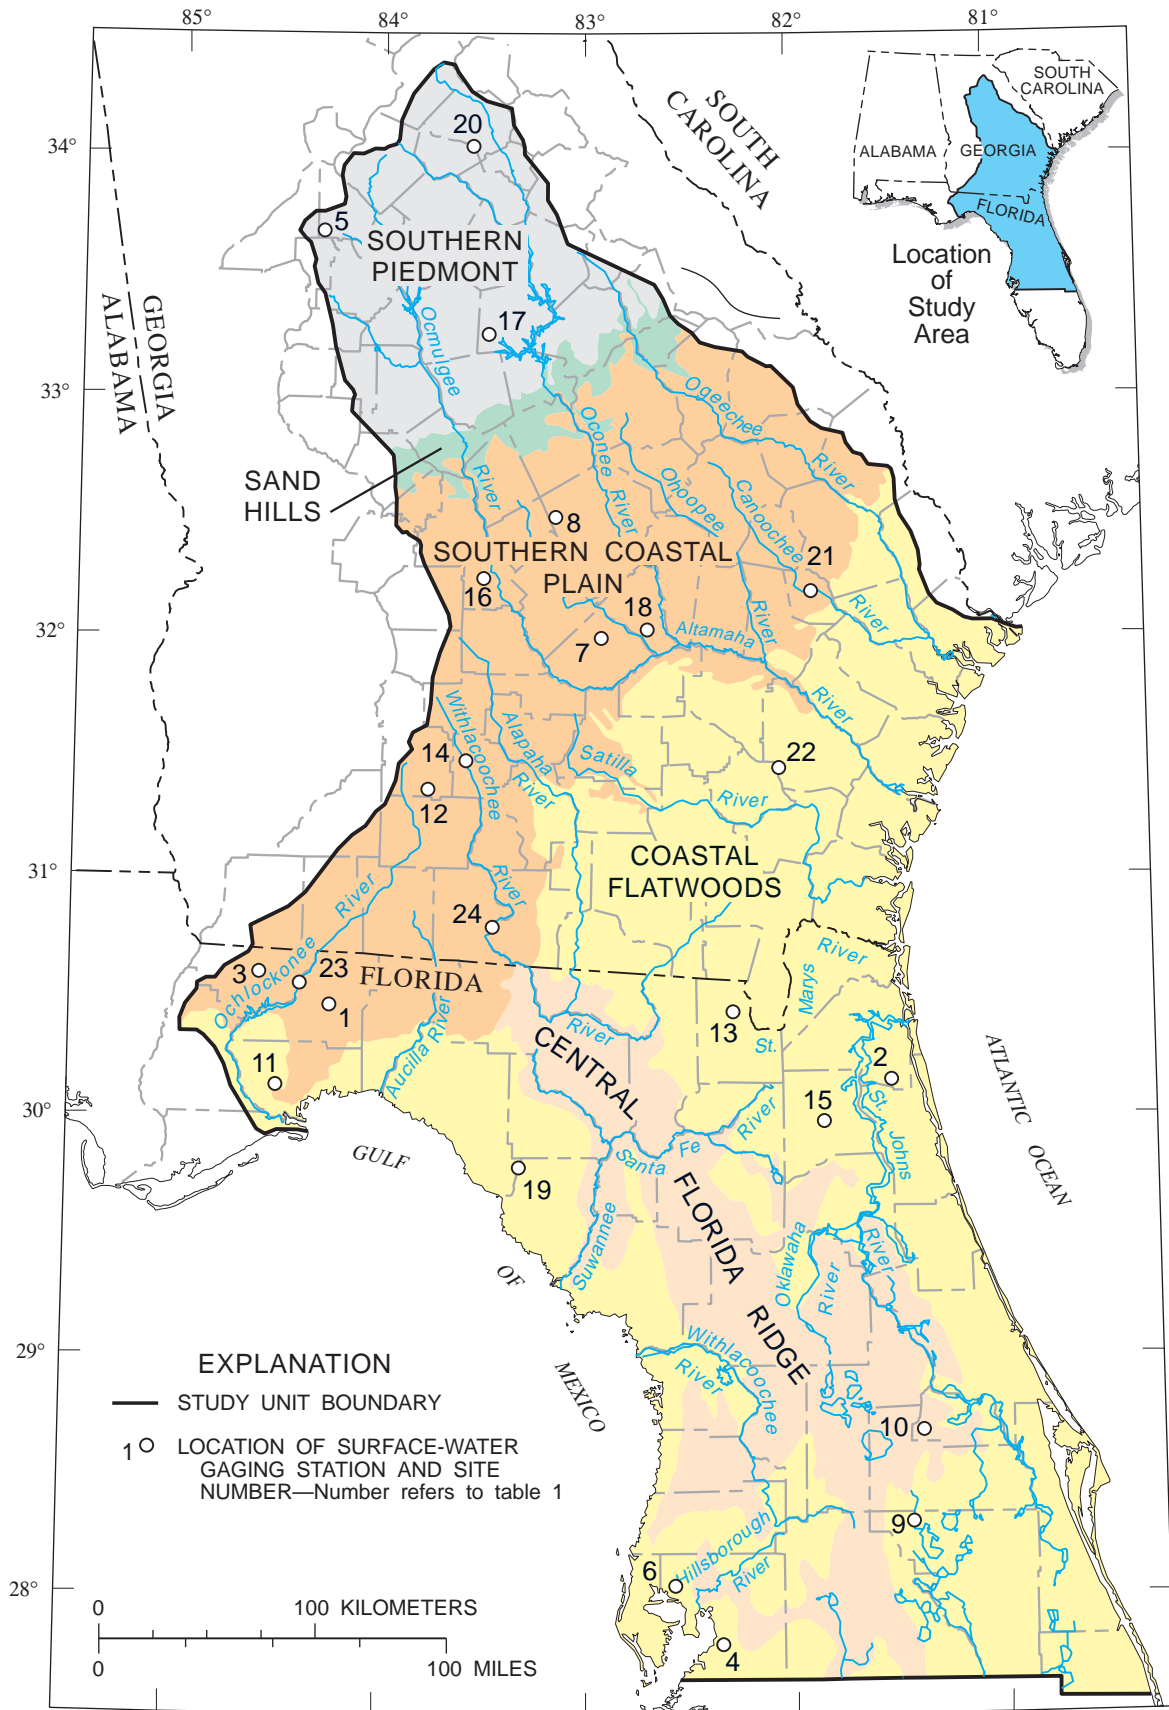 85°
84°
83°
82°
81°
34°
33°
32°
31°
30°
29°
28°
SOUTH
CAROLINA
GEORGIA
ALABAMA
SOUTH
CAROLINA
ALABAMA
GEORGIA
FLORIDA
Location
of
Study
Area
20
5
SOUTHERN
PIEDMONT
17
Ocmulgee
River
Oconee River
Ogeechee
River
SAND
HILLS
Ohoopee
River
Canoochee
River
8
SOUTHERN COASTAL
PLAIN
21
16
18
7
Altamaha
River
Withlacoochee
River
Alapaha
River
Satilla
River
14
12
22
COASTAL
FLATWOODS
24
Ochlockonee
River
3
23
FLORIDA
1
11
Aucilla River
River
13
St.
Marys
River
2
15
St. Johns
River
CENTRAL
FLORIDA
RIDGE
Santa Fe
River
19
Suwannee
Oklawaha
River
ATLANTIC OCEAN
GULF
OF
MEXICO
Withlacoochee
River
10
9
Hillsborough
River
6
4
EXPLANATION
STUDY UNIT BOUNDARY
1 LOCATION OF SURFACE-WATER
GAGING STATION AND SITE
NUMBER—Number refers to table 1
0 100 KILOMETERS
0 100 MILES